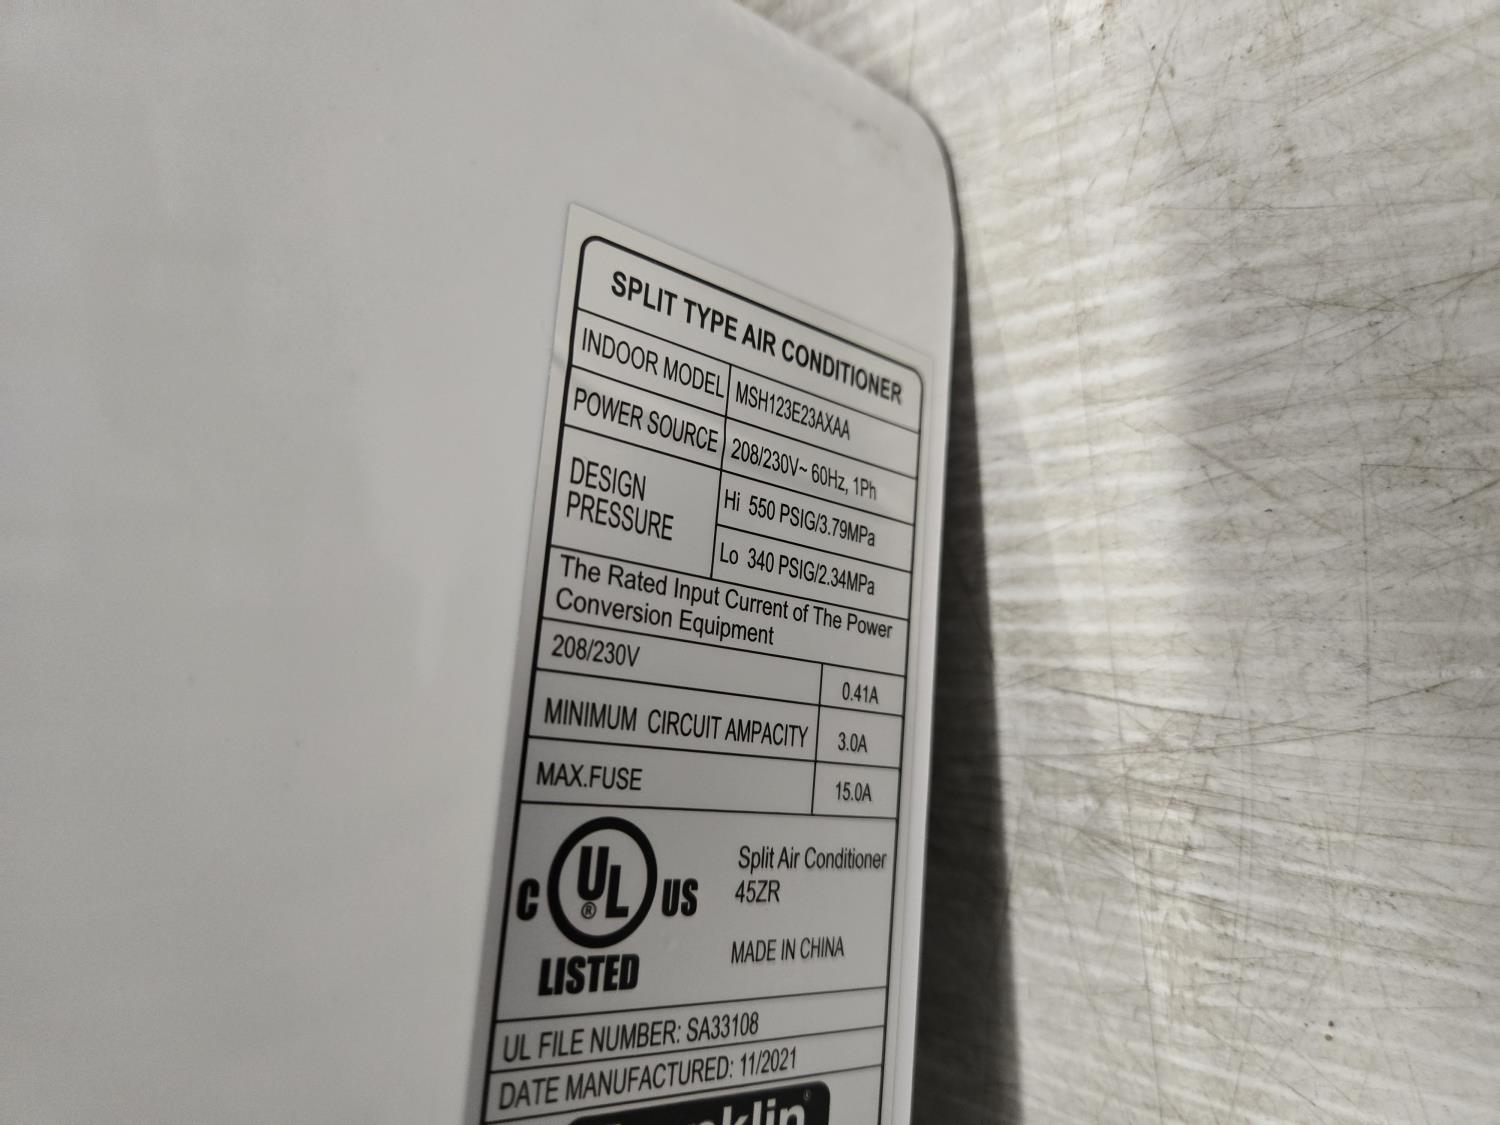 SPLIT TYPE AIR CONDITIONER
INDOOR MODEL MSH123E23AXAA
POWER SOURCE 208/230V~ 60Hz, 1Ph
DESIGN PRESSURE
Hi 550 PSIG/3.79MPa
Lo 340 PSIG/2.34MPa
The Rated Input Current of The Power
Conversion Equipment
208/230V 0.41A
MINIMUM CIRCUIT AMPACITY 3.0A
MAX.FUSE 15.0A
C UL® US
LISTED
Split Air Conditioner
45ZR
MADE IN CHINA
UL FILE NUMBER: SA33108
DATE MANUFACTURED: 11/2021